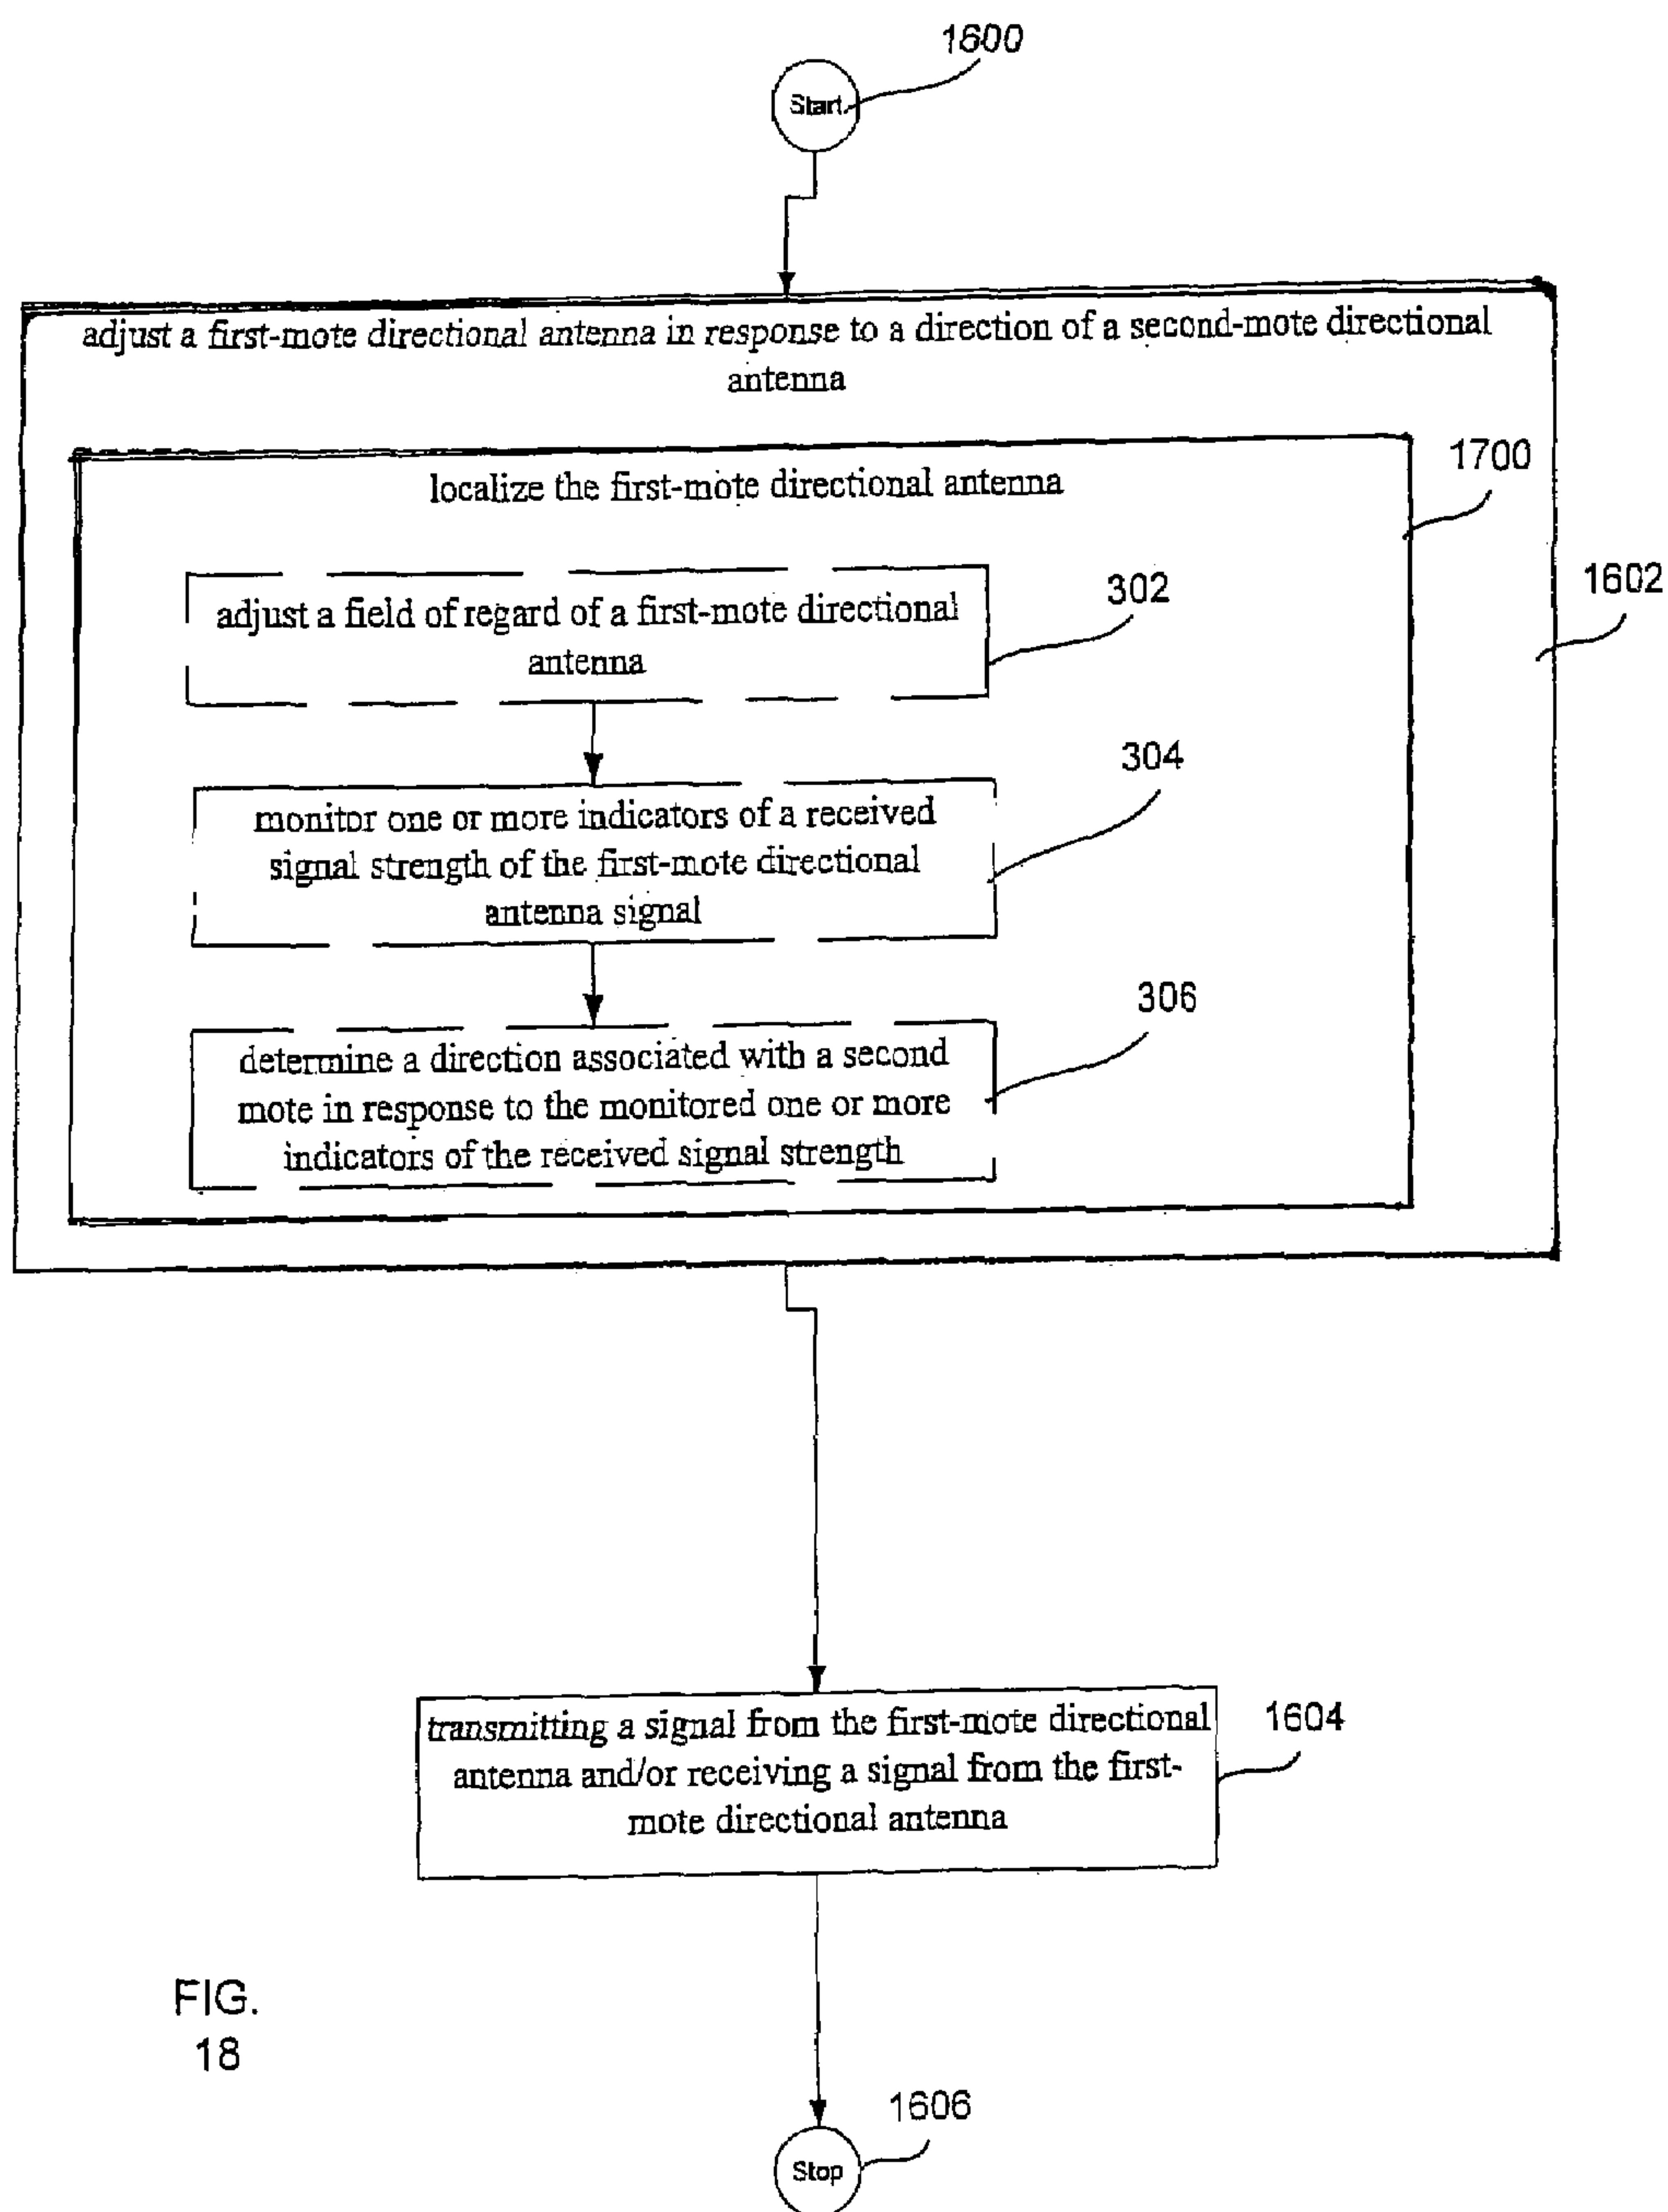 1600
Start
adjust a first-mote directional antenna in response to a direction of a second-mote directional
antenna
1700
localize the first-mote directional antenna
1602
302
adjust a field of regard of a first-mote directional
antenna
304
monitor one or more indicators of a received
signal strength of the first-mote directional
antenna signal
306
determine a direction associated with a second
mote in response to the monitored one or more
indicators of the received signal strength
1604
transmitting a signal from the first-mote directional
antenna and/or receiving a signal from the first-
mote directional antenna
FIG.
18
1606
Stop